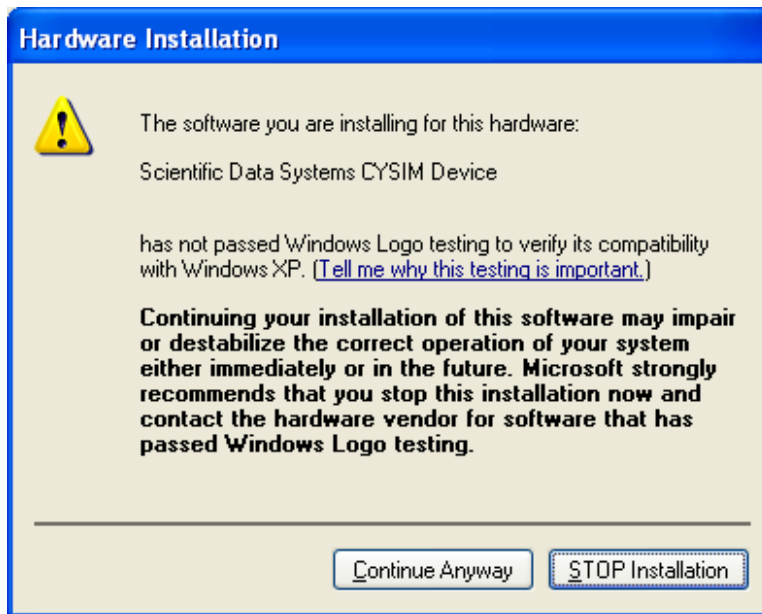 Hardware Installation
The software you are installing for this hardware:
Scientific Data Systems CYSIM Device
has not passed Windows Logo testing to verify its compatibility
with Windows XP. (Tell me why this testing is important.)
Continuing your installation of this software may impair
or destabilize the correct operation of your system
either immediately or in the future. Microsoft strongly
recommends that you stop this installation now and
contact the hardware vendor for software that has
passed Windows Logo testing.
Continue Anyway
STOP Installation